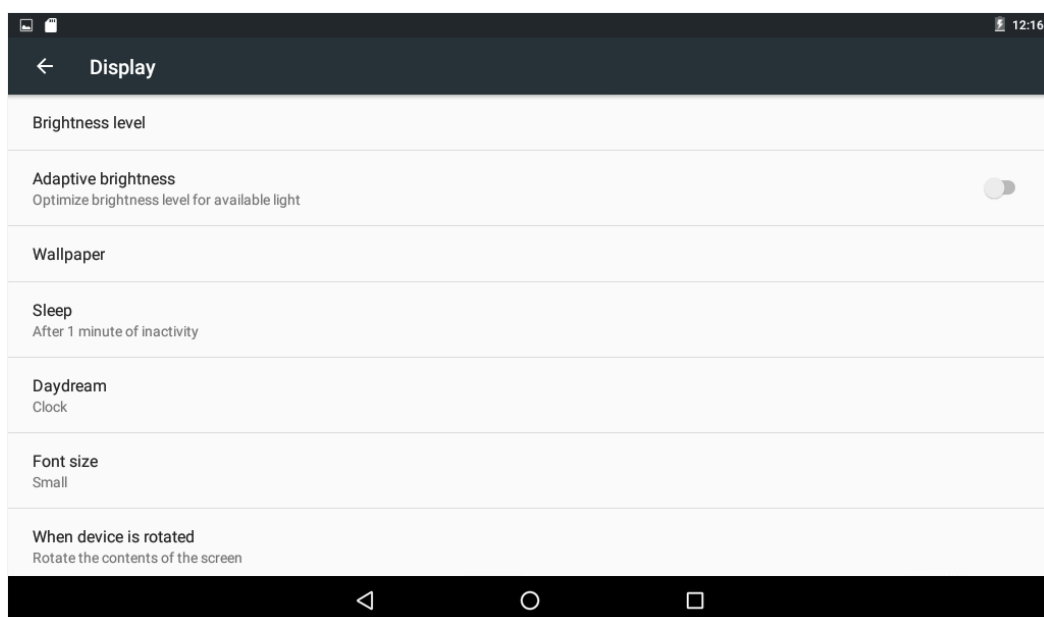 12:16
Display
Brightness level
Adaptive brightness
Optimize brightness level for available light
Wallpaper
Sleep
After 1 minute of inactivity
Daydream
Clock
Font size
Small
When device is rotated
Rotate the contents of the screen